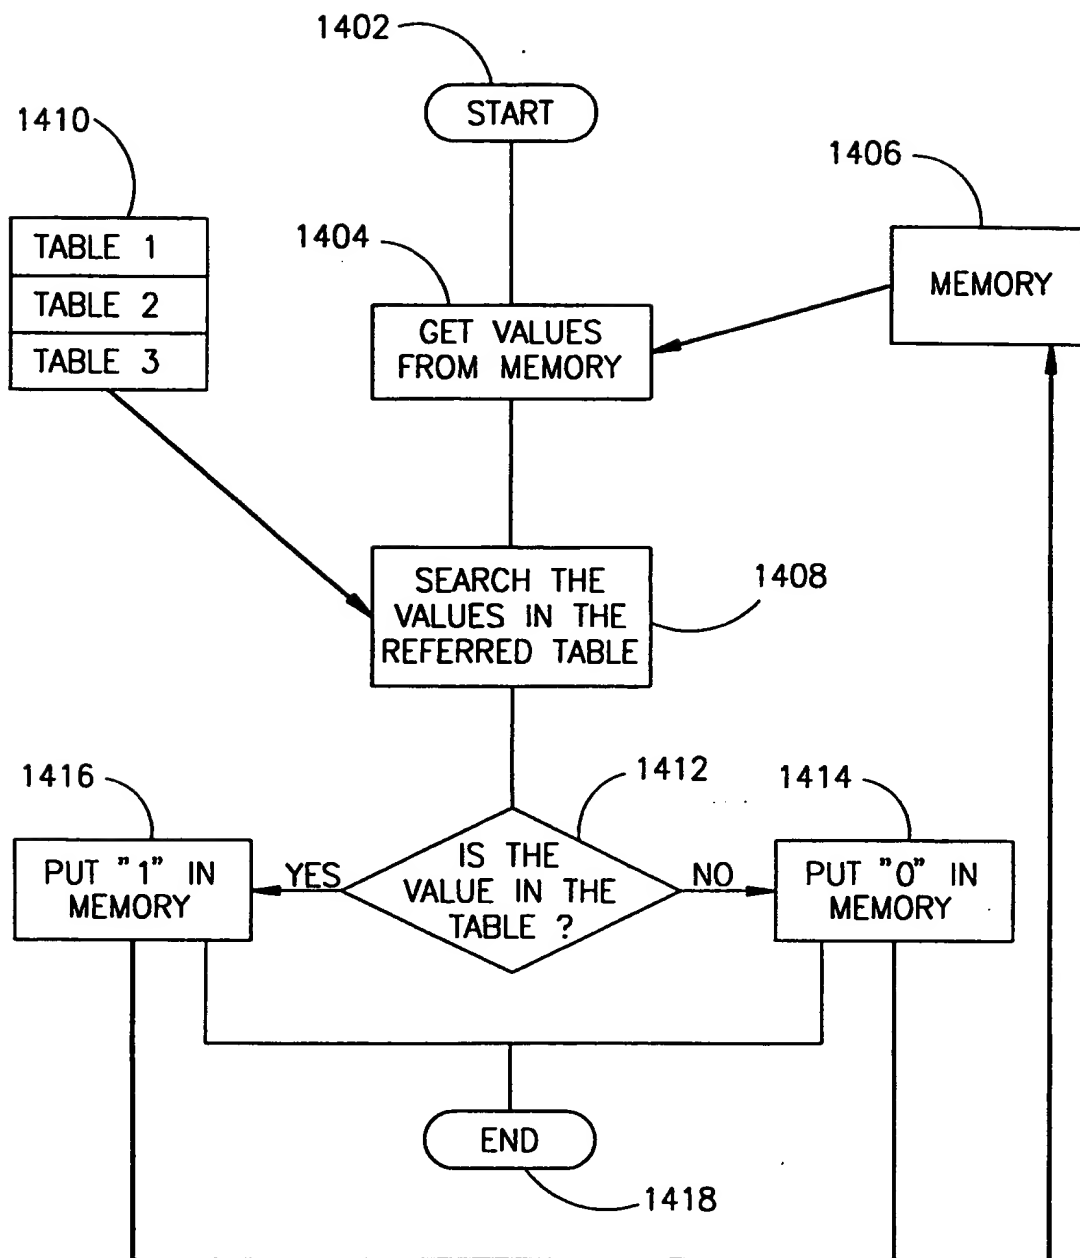 1402
START
1410
1406
TABLE 1
TABLE 2
TABLE 3
1404
GET VALUES
FROM MEMORY
MEMORY
SEARCH THE
VALUES IN THE
REFERRED TABLE
1408
1416
1412
1414
PUT "1" IN
MEMORY
YES
IS THE
VALUE IN THE
TABLE ?
NO
PUT "0" IN
MEMORY
END
1418